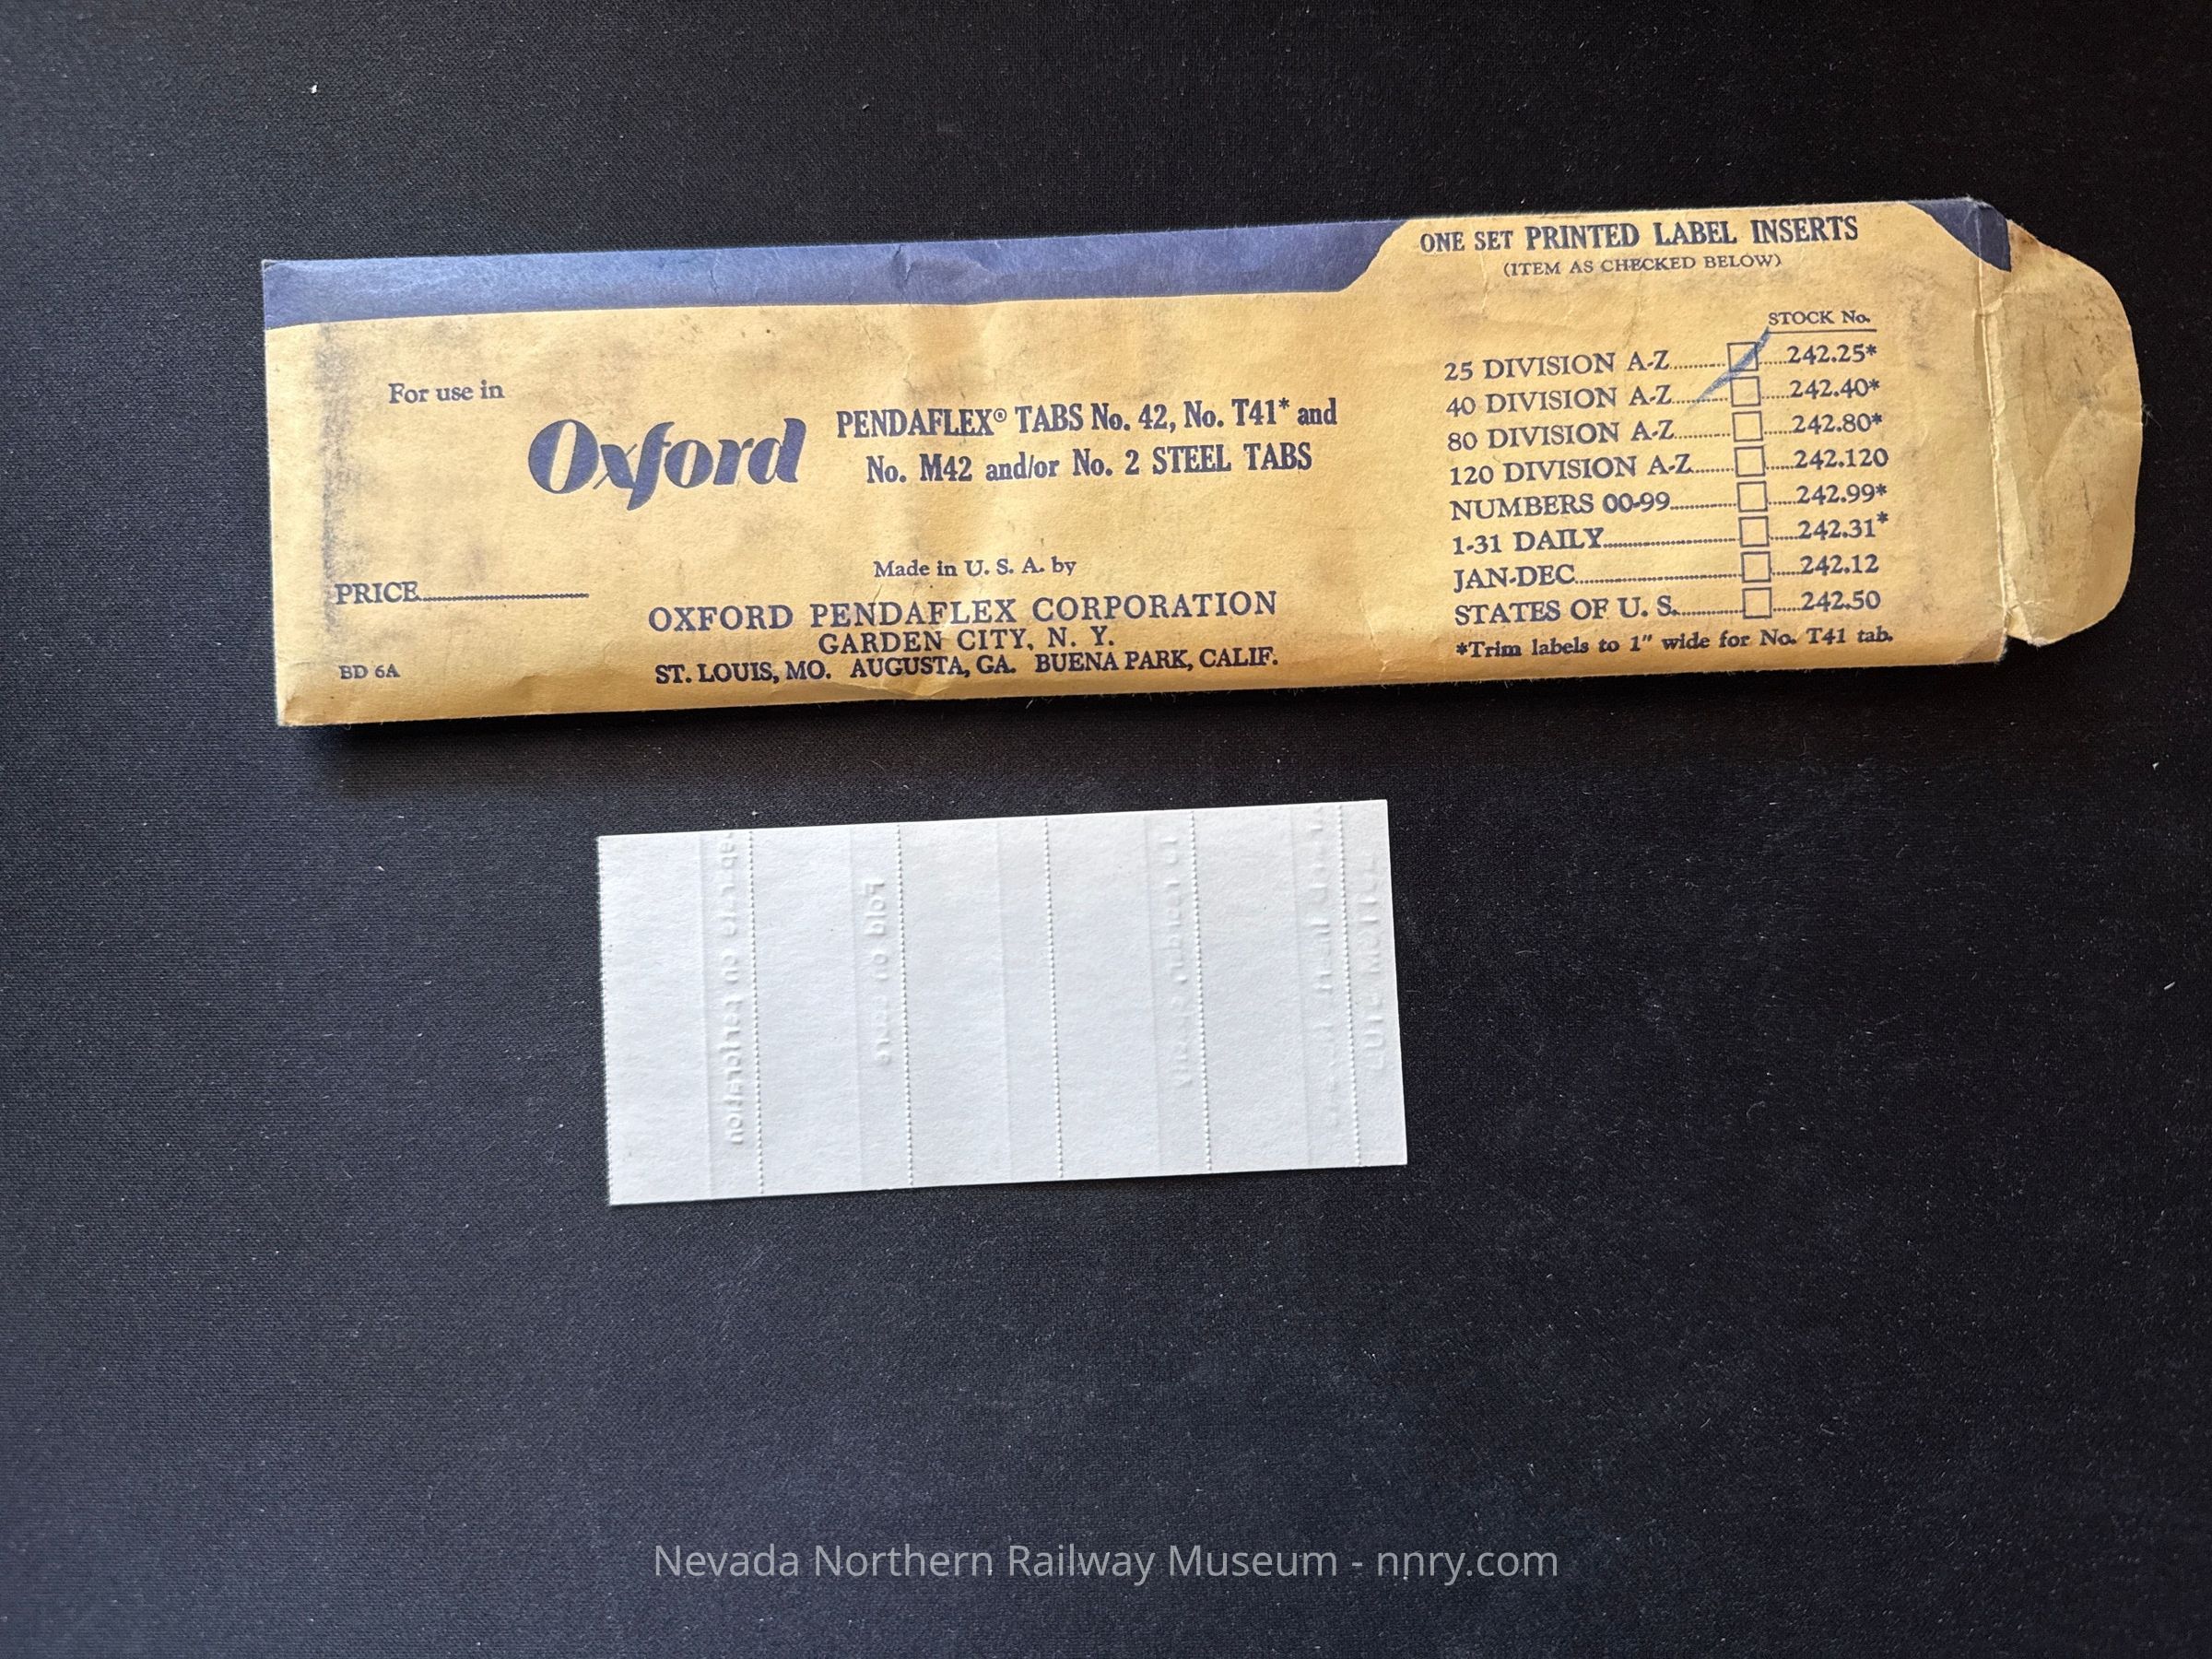 ONE SET PRINTED LABEL INSERTS
(ITEM AS CHECKED BELOW)
STOCK No.
25 DIVISION A-Z..........□.....242.25*
40 DIVISION A-Z..........□.....242.40*
80 DIVISION A-Z..........□.....242.80*
120 DIVISION A-Z........□.....242.120
NUMBERS 00-99............□.....242.99*
1-31 DAILY....................□.....242.31*
JAN-DEC.......................□.....242.12
STATES OF U. S............□.....242.50
*Trim labels to 1" wide for No. T41 tab.
For use in
Oxford
PENDAFLEX® TABS No. 42, No. T41* and
No. M42 and/or No. 2 STEEL TABS
PRICE....................
Made in U. S. A. by
OXFORD PENDAFLEX CORPORATION
GARDEN CITY, N. Y.
ST. LOUIS, MO. AUGUSTA, GA. BUENA PARK, CALIF.
BD 6A
on perforation
Fold on score
Nevada Northern Railway Museum - nnry.com